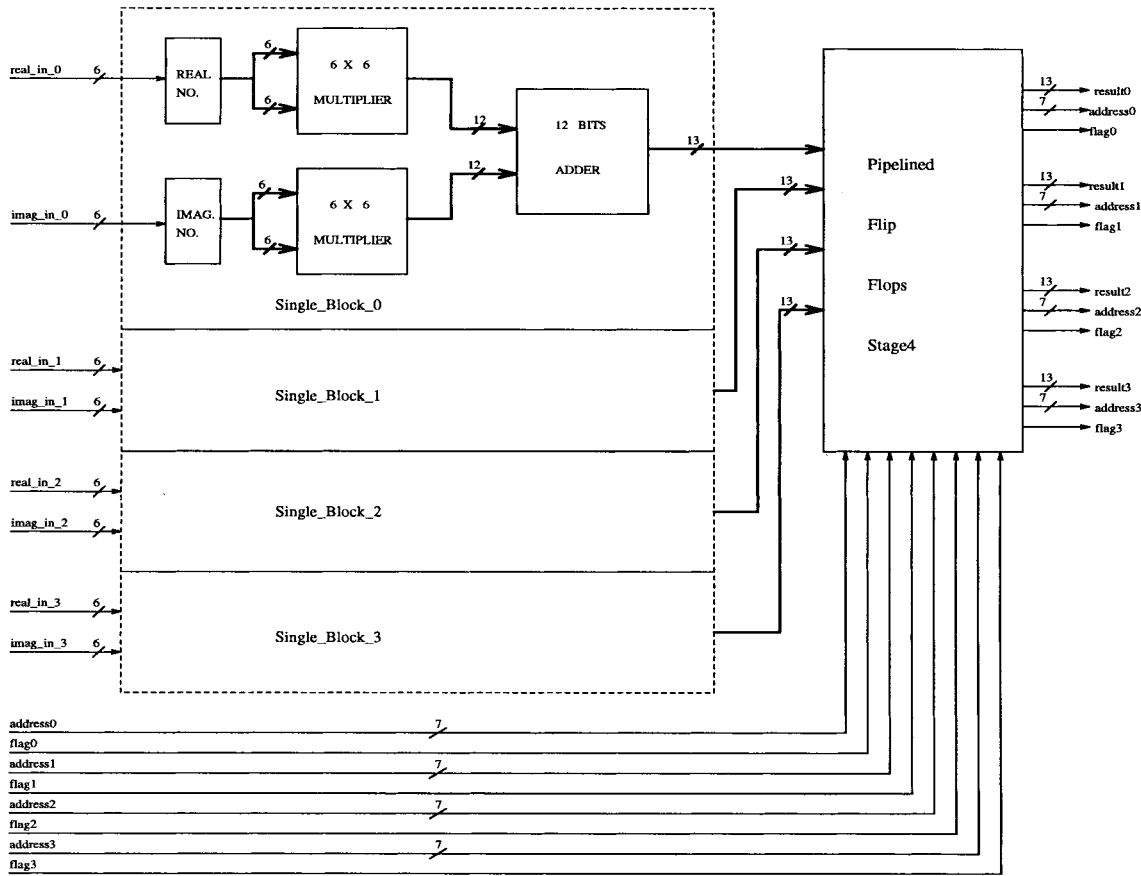 real_in_0 6
REAL NO.
6
6
6 X 6 MULTIPLIER
12
12 BITS ADDER
13
imag_in_0 6
IMAG. NO.
6
6
6 X 6 MULTIPLIER
12
Single_Block_0
real_in_1 6
imag_in_1 6
Single_Block_1
13
real_in_2 6
imag_in_2 6
Single_Block_2
13
real_in_3 6
imag_in_3 6
Single_Block_3
13
Pipelined
Flip
Flops
Stage4
13 result0
7 address0
flag0
13 result1
7 address1
flag1
13 result2
7 address2
flag2
13 result3
7 address3
flag3
address0 7
flag0
address1 7
flag1
address2 7
flag2
address3 7
flag3